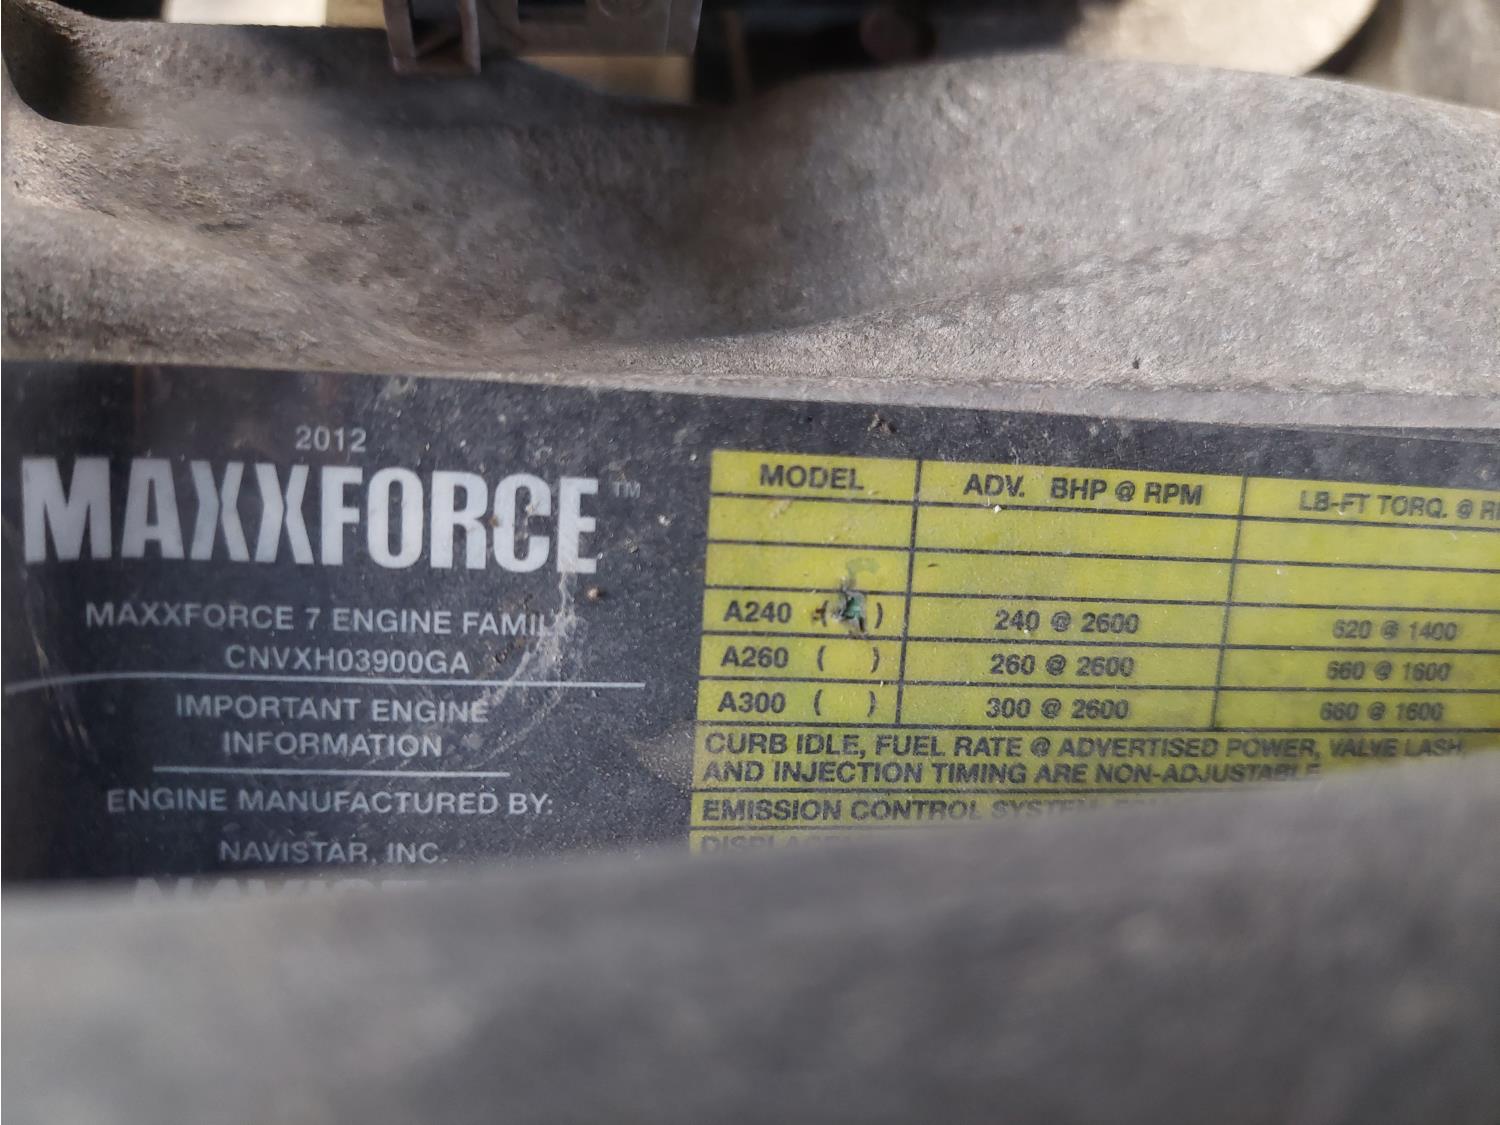 2012
MAXXFORCE™
MAXXFORCE 7 ENGINE FAMILY
CNVXH03900GA
IMPORTANT ENGINE
INFORMATION
ENGINE MANUFACTURED BY:
NAVISTAR, INC.
MODEL ADV. BHP @ RPM LB-FT TORQ. @
A240 ( ) 240 @ 2600 620 @ 1400
A260 ( ) 260 @ 2600 660 @ 1600
A300 ( ) 300 @ 2600 660 @ 1600
CURB IDLE, FUEL RATE @ ADVERTISED POWER, VALVE LASH,
AND INJECTION TIMING ARE NON-ADJUSTABLE
EMISSION CONTROL SYSTEM